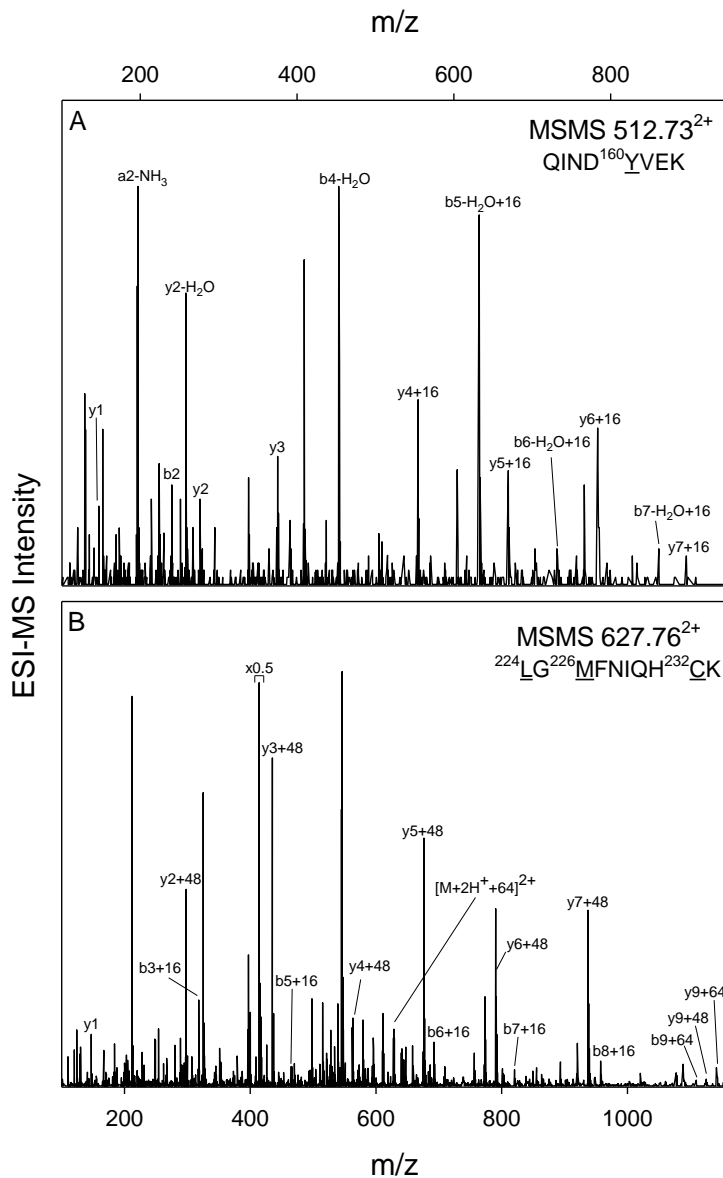 m/z
200 400 600 800
A
MSMS 512.73²⁺
QIND¹⁶⁰YVEK
a2-NH₃
b4-H₂O
b5-H₂O+16
y2-H₂O
y4+16
y6+16
y1
b6-H₂O+16
y3
y5+16
b2
y2
b7-H₂O+16
y7+16
ESI-MS Intensity
B
MSMS 627.76²⁺
²²⁴LG²²⁶MFNIQH²³²CK
x0.5
y3+48
y5+48
[M+2H⁺+64]²⁺
y2+48
y7+48
y6+48
b3+16
b5+16
y4+48
y9+64
y9+48
y1
b6+16
b7+16
b9+64
b8+16
200 400 600 800 1000
m/z